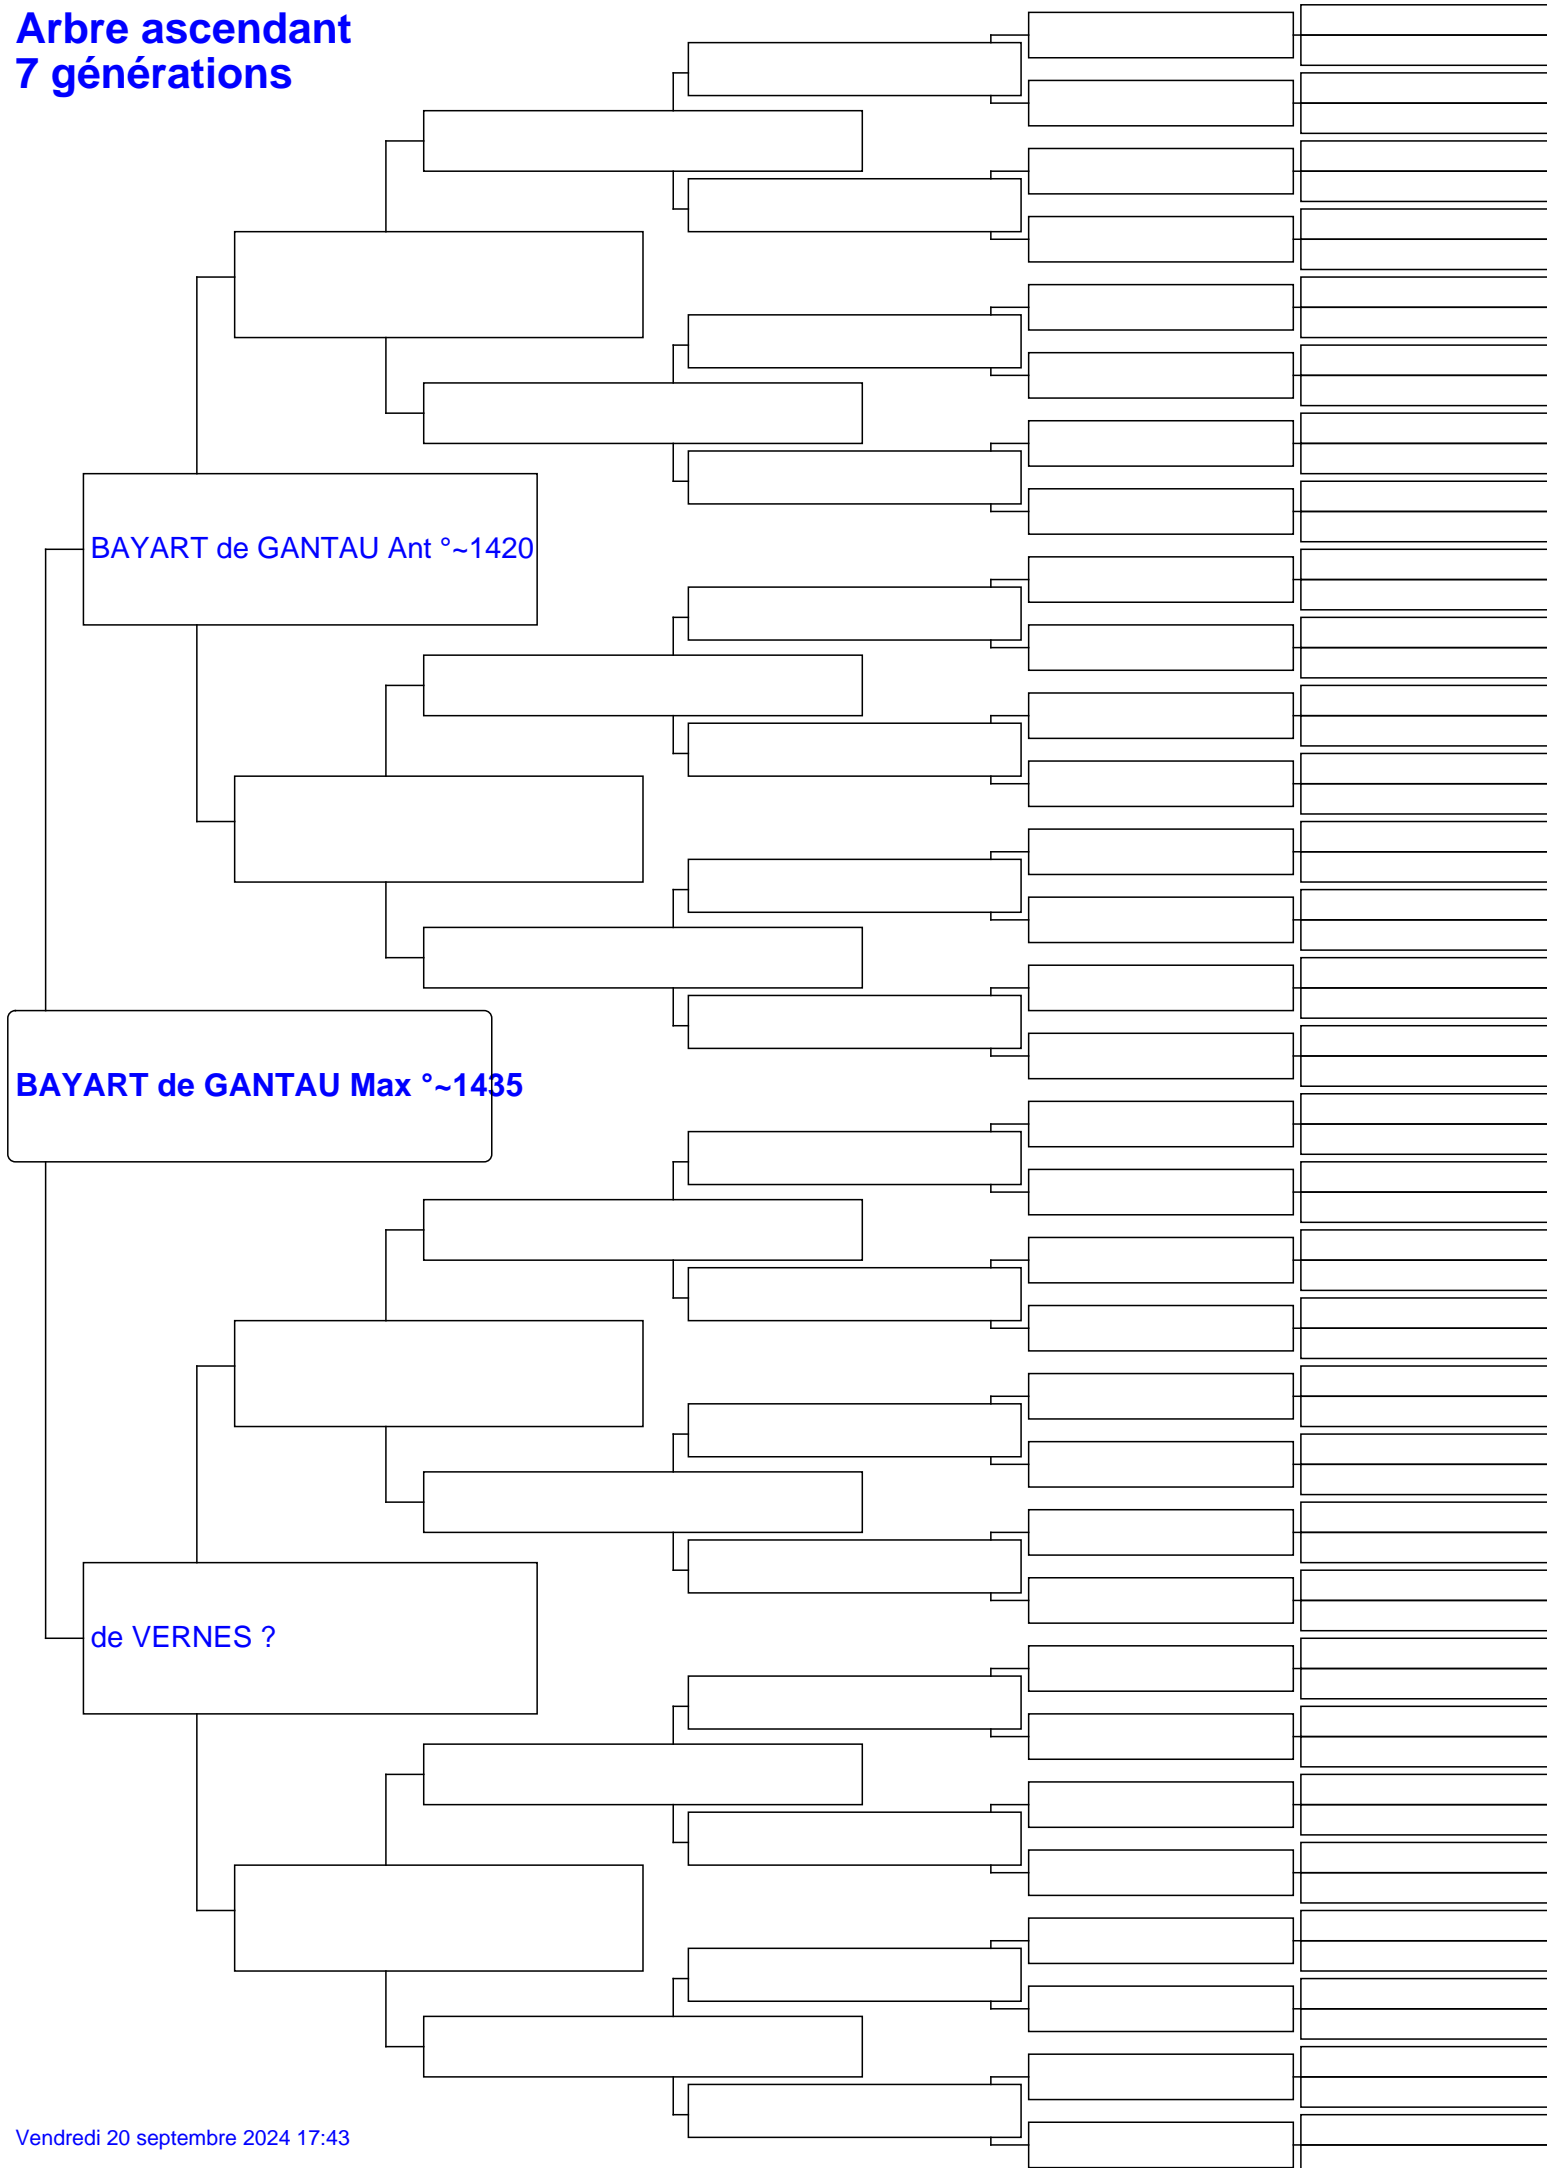 Arbre ascendant
7 générations
BAYART de GANTAU Ant °~1420
BAYART de GANTAU Max °~1435
de VERNES ?
Vendredi 20 septembre 2024 17:43